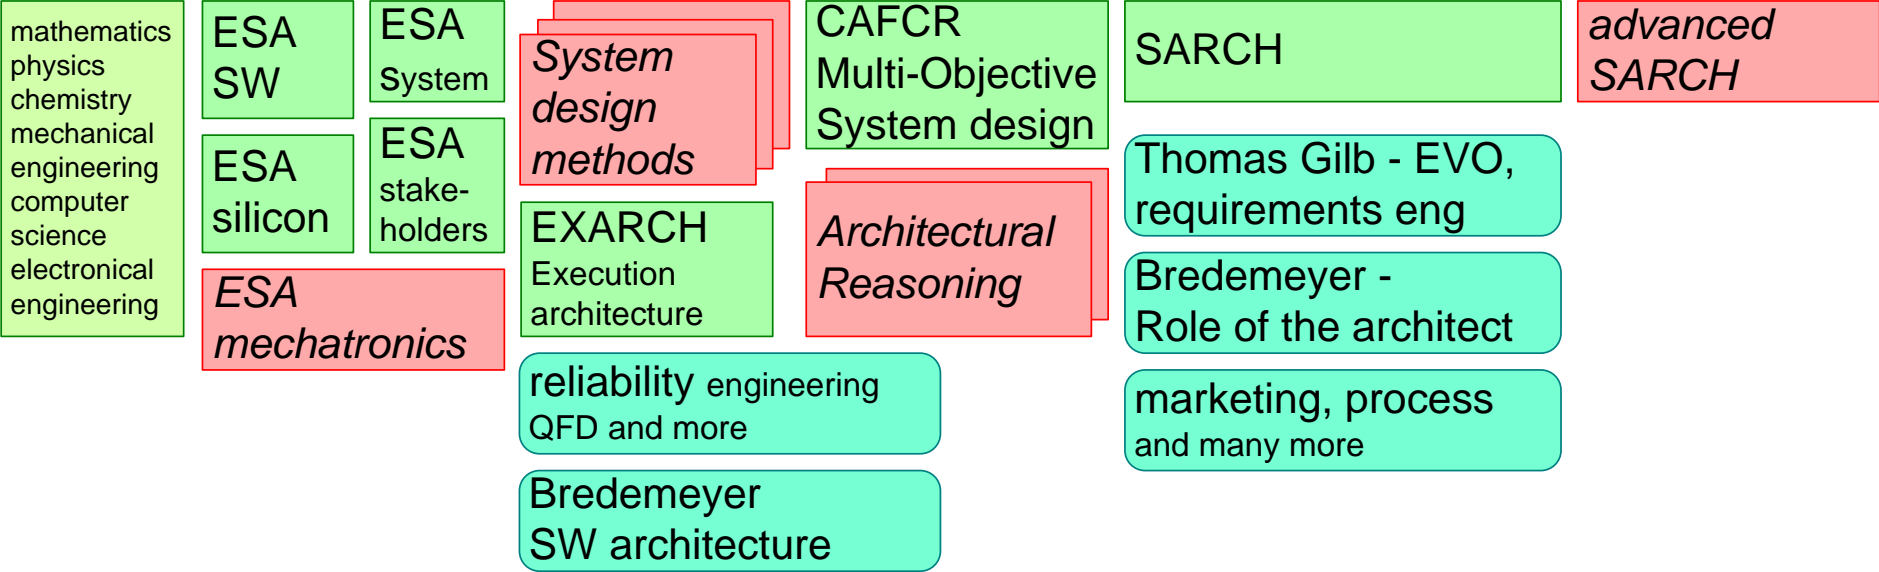 mathematics
physics
chemistry
mechanical
engineering
computer
science
electronical
engineering
ESA
SW
ESA
System
ESA
silicon
ESA
stake-
holders
ESA
mechatronics
System
design
methods
EXARCH
Execution
architecture
reliability engineering
QFD and more
Bredemeyer
SW architecture
CAFCR
Multi-Objective
System design
Architectural
Reasoning
SARCH
Thomas Gilb - EVO,
requirements eng
Bredemeyer -
Role of the architect
marketing, process
and many more
advanced
SARCH